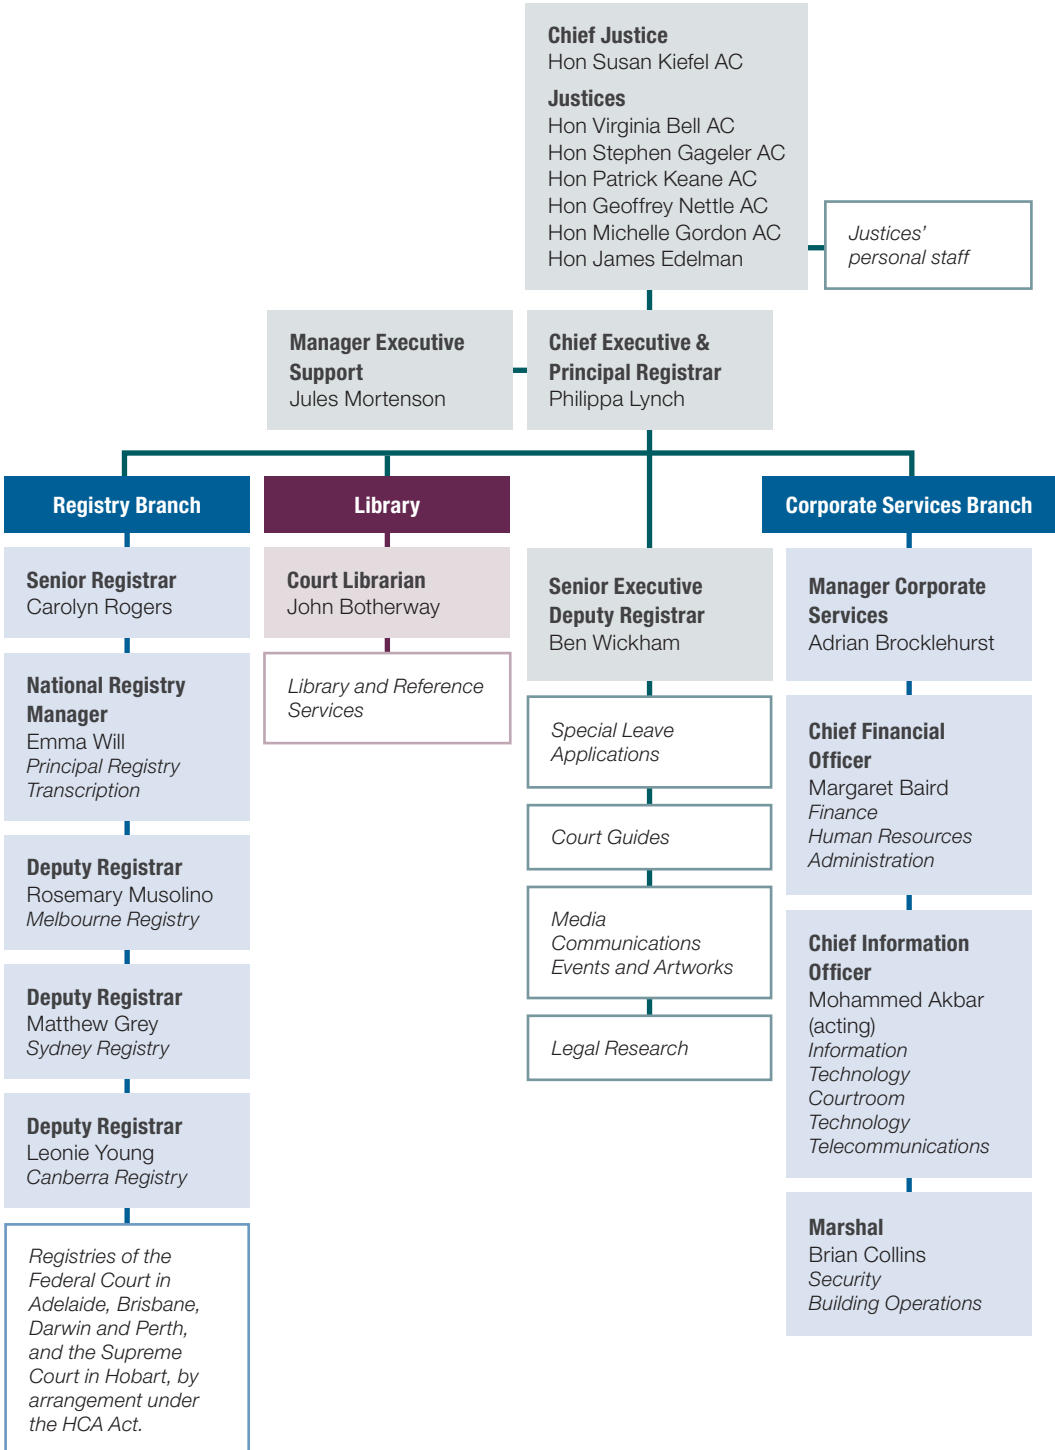 Chief Justice
Hon Susan Kiefel AC
Justices
Hon Virginia Bell AC
Hon Stephen Gageler AC
Hon Patrick Keane AC
Hon Geoffrey Nettle AC
Hon Michelle Gordon AC
Hon James Edelman
Justices’
personal staff
Manager Executive
Support
Jules Mortenson
Chief Executive &
Principal Registrar
Philippa Lynch
Registry Branch
Senior Registrar
Carolyn Rogers
National Registry
Manager
Emma Will
Principal Registry
Transcription
Deputy Registrar
Rosemary Musolino
Melbourne Registry
Deputy Registrar
Matthew Grey
Sydney Registry
Deputy Registrar
Leonie Young
Canberra Registry
Registries of the
Federal Court in
Adelaide, Brisbane,
Darwin and Perth,
and the Supreme
Court in Hobart, by
arrangement under
the HCA Act.
Library
Court Librarian
John Botherway
Library and Reference
Services
Senior Executive
Deputy Registrar
Ben Wickham
Special Leave
Applications
Court Guides
Media
Communications
Events and Artworks
Legal Research
Corporate Services Branch
Manager Corporate
Services
Adrian Brocklehurst
Chief Financial
Officer
Margaret Baird
Finance
Human Resources
Administration
Chief Information
Officer
Mohammed Akbar
(acting)
Information
Technology
Courtroom
Technology
Telecommunications
Marshal
Brian Collins
Security
Building Operations